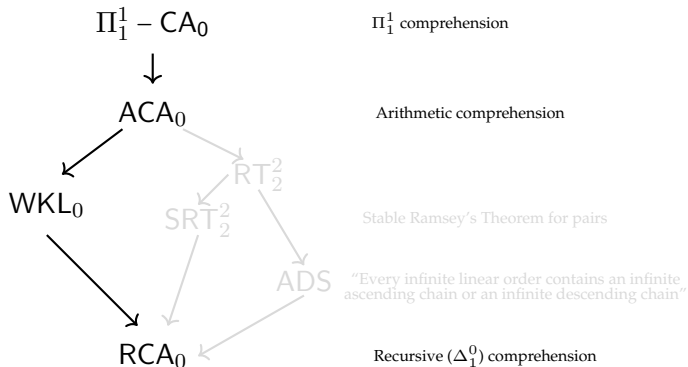 Π₁¹ – CA₀ Π₁¹ comprehension
ACA₀ Arithmetic comprehension
RT₂²
WKL₀
SRT₂² Stable Ramsey's Theorem for pairs
ADS "Every infinite linear order contains an infinite
ascending chain or an infinite descending chain"
RCA₀ Recursive (Δ₁⁰) comprehension